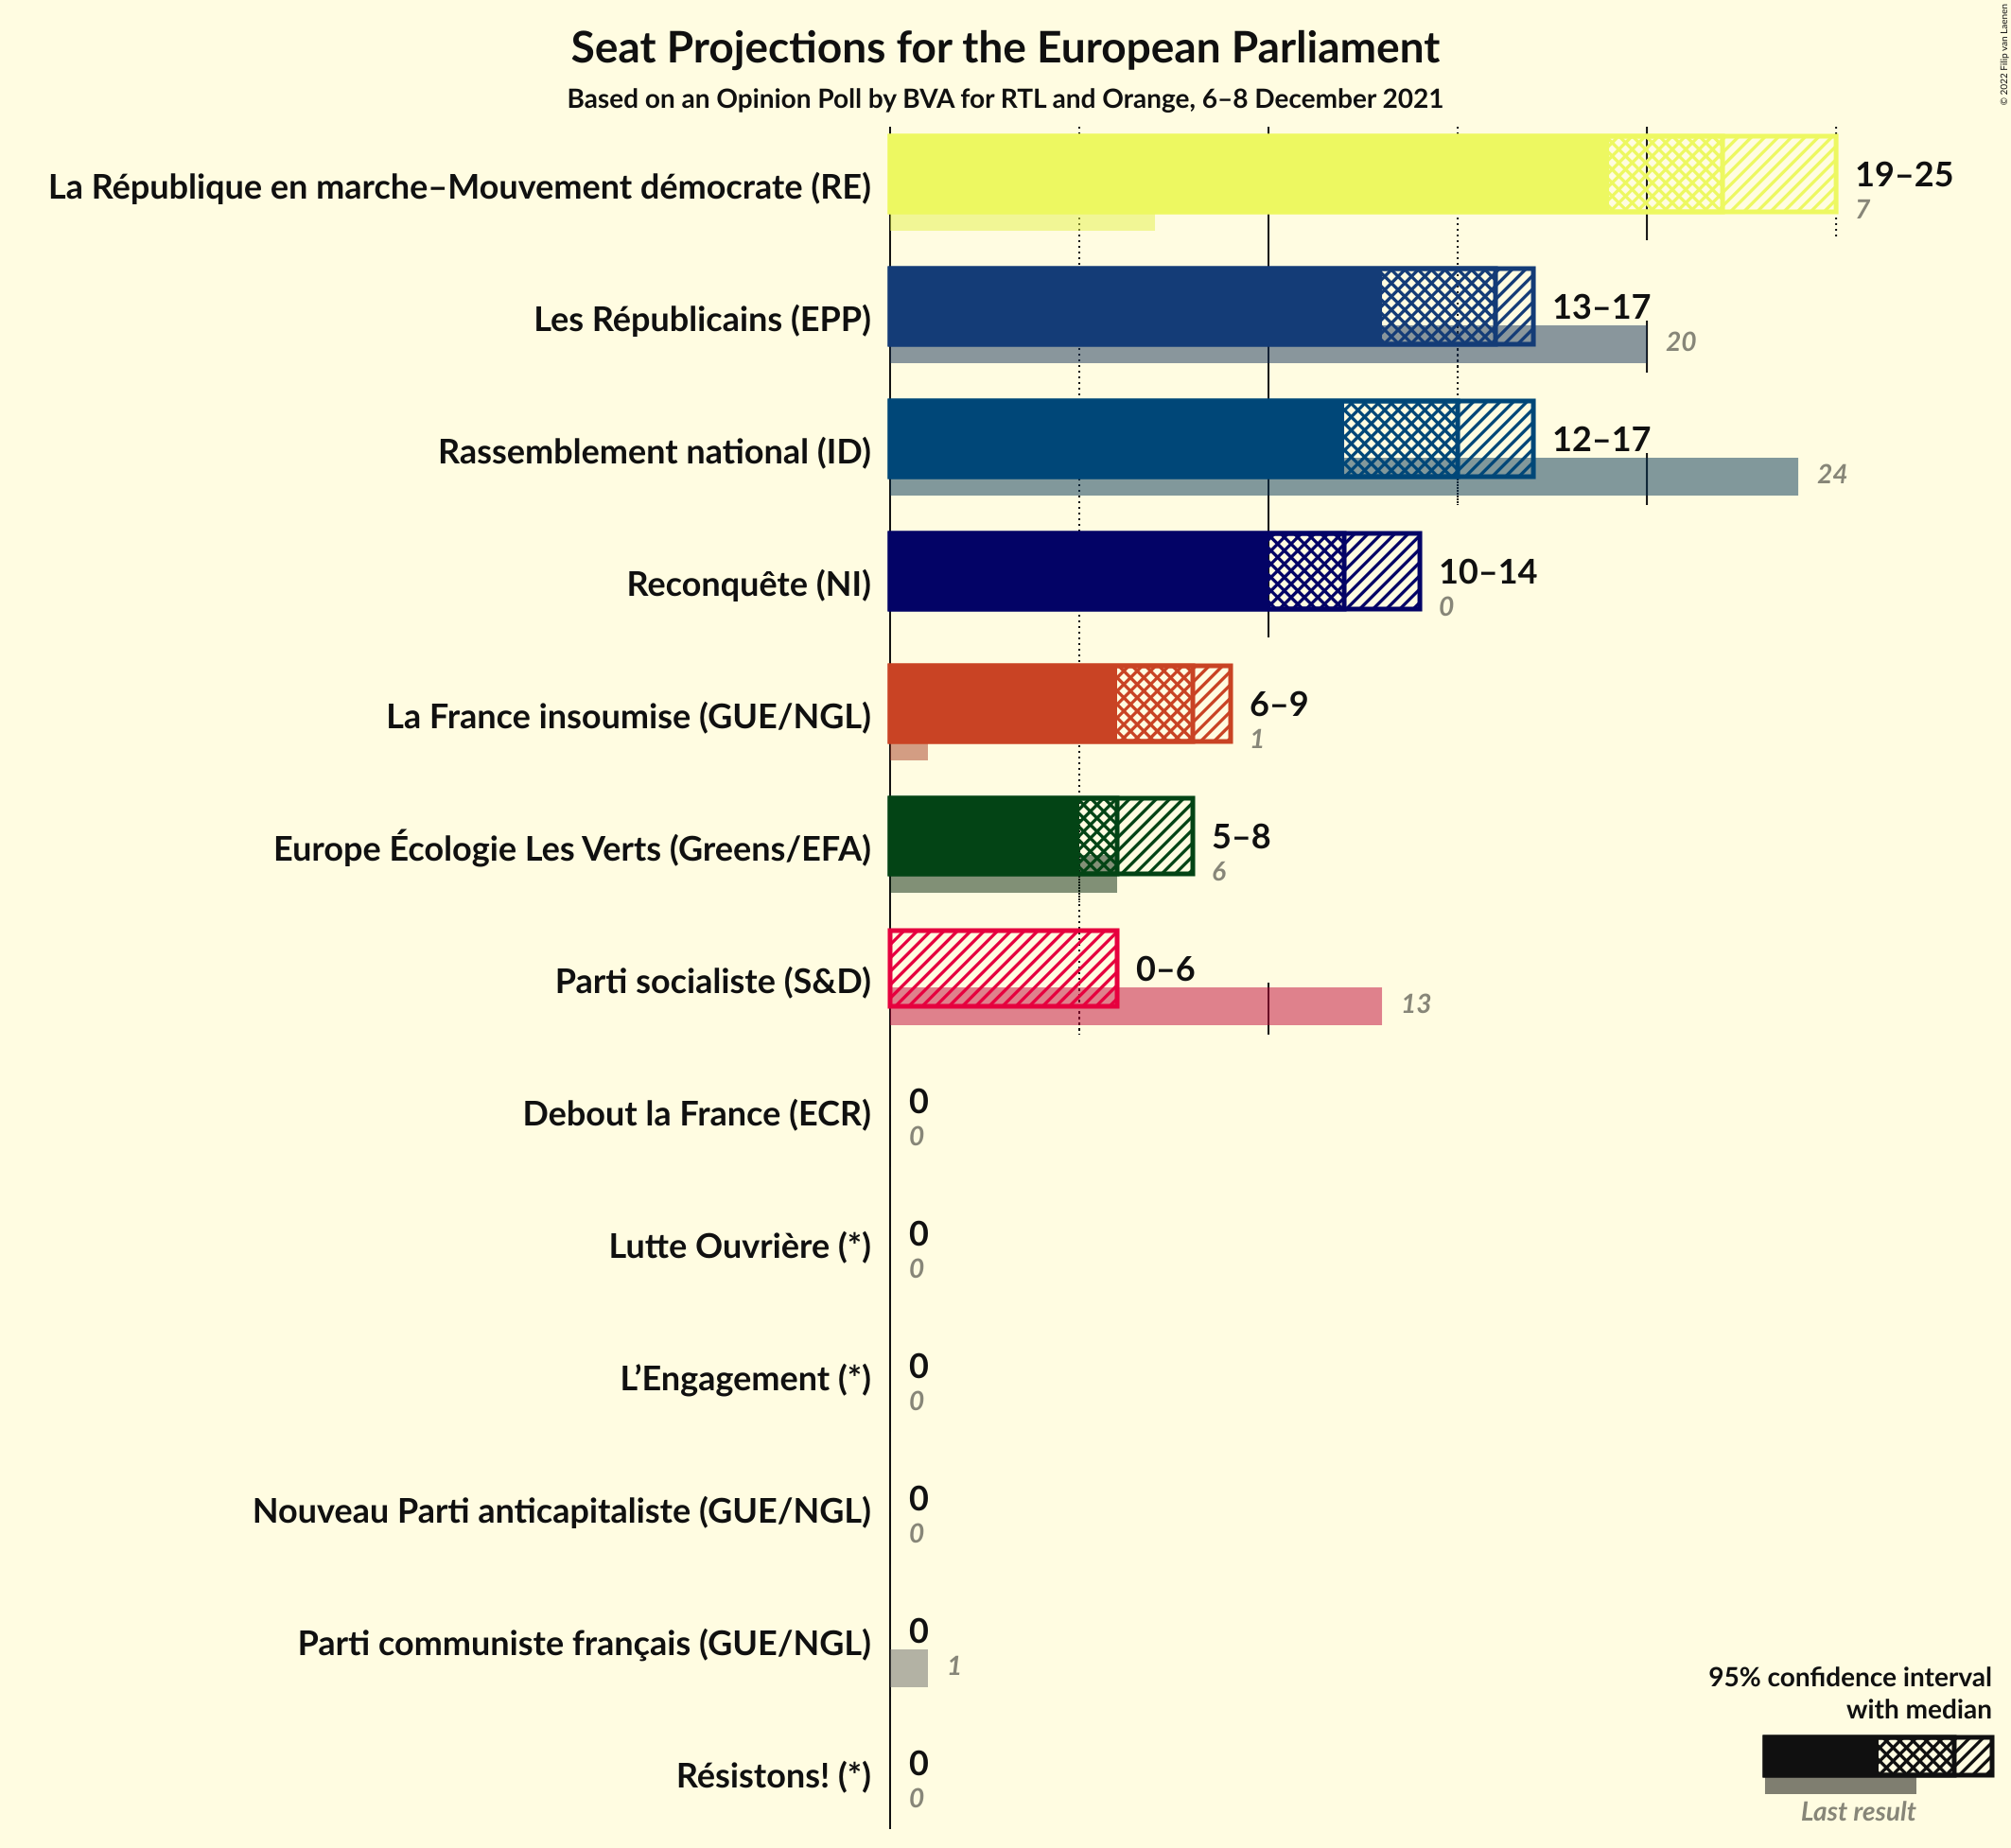 Seat Projections for the European Parliament
Based on an Opinion Poll by BVA for RTL and Orange, 6–8 December 2021
© 2022 Filip van Laenen
La République en marche–Mouvement démocrate (RE)
19–25
7
Les Républicains (EPP)
13–17
20
Rassemblement national (ID)
12–17
24
Reconquête (NI)
10–14
0
La France insoumise (GUE/NGL)
6–9
1
Europe Écologie Les Verts (Greens/EFA)
5–8
6
Parti socialiste (S&D)
0–6
13
Debout la France (ECR)
0
0
Lutte Ouvrière (*)
0
0
L’Engagement (*)
0
0
Nouveau Parti anticapitaliste (GUE/NGL)
0
0
Parti communiste français (GUE/NGL)
0
1
Résistons! (*)
0
0
95% confidence interval
with median
Last result